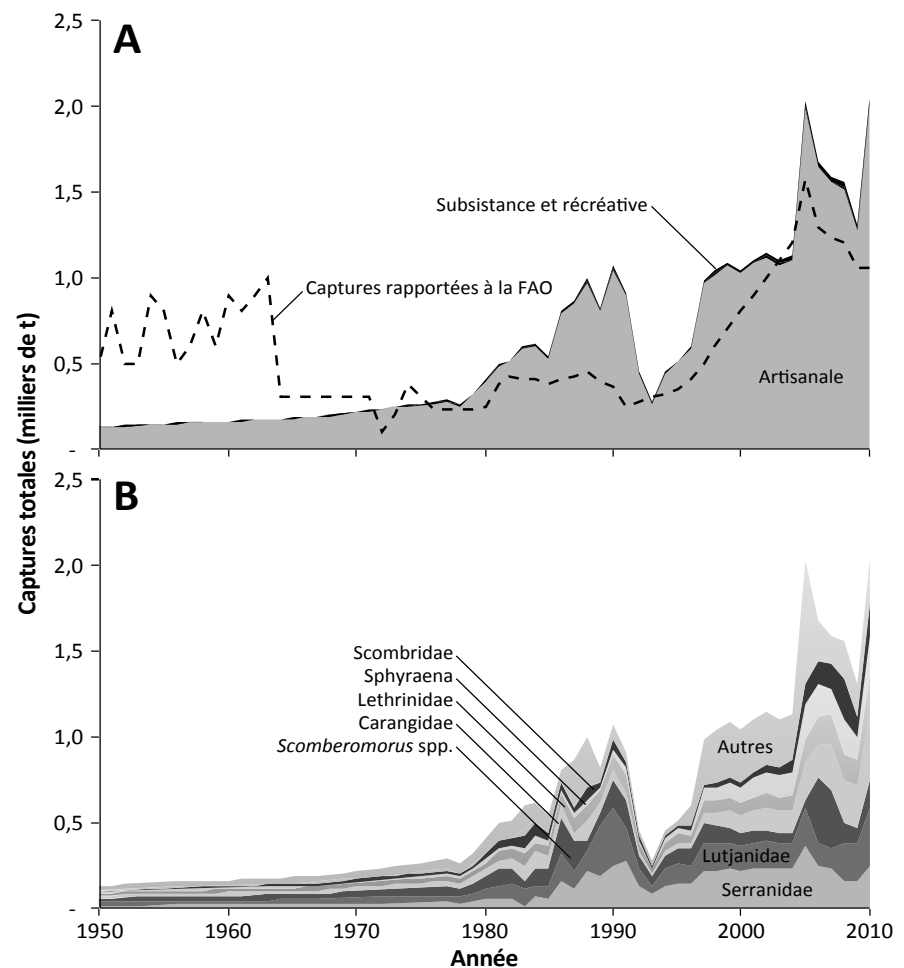 A
2,5
2,0
1,5
1,0
0,5
-
Subsistance et récréative
Captures rapportées à la FAO
Artisanale
Captures totales (milliers de t)
B
2,5
2,0
1,5
1,0
0,5
-
Scombridae
Sphyraena
Lethrinidae
Carangidae
Scomberomorus spp.
Autres
Lutjanidae
Serranidae
1950 1960 1970 1980 1990 2000 2010
Année